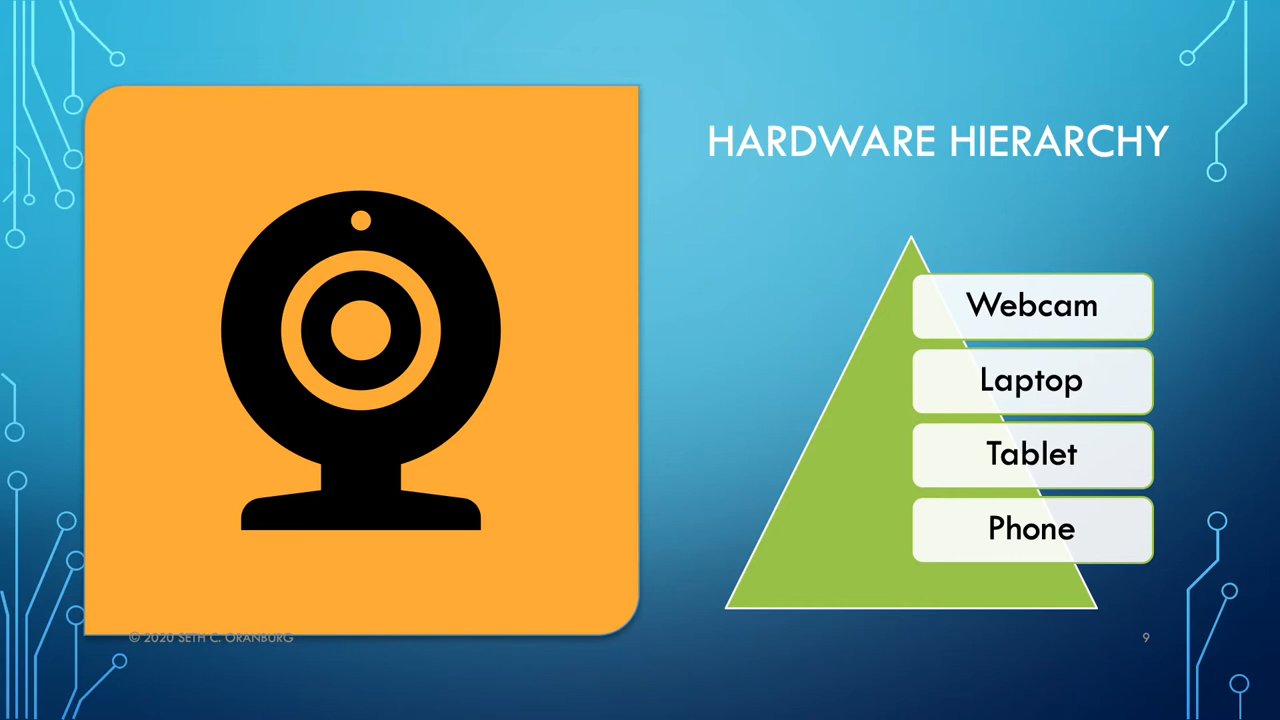 HARDWARE HIERARCHY
Webcam
Laptop
Tablet
Phone
© 2020 SETH C. ORANBURG
9